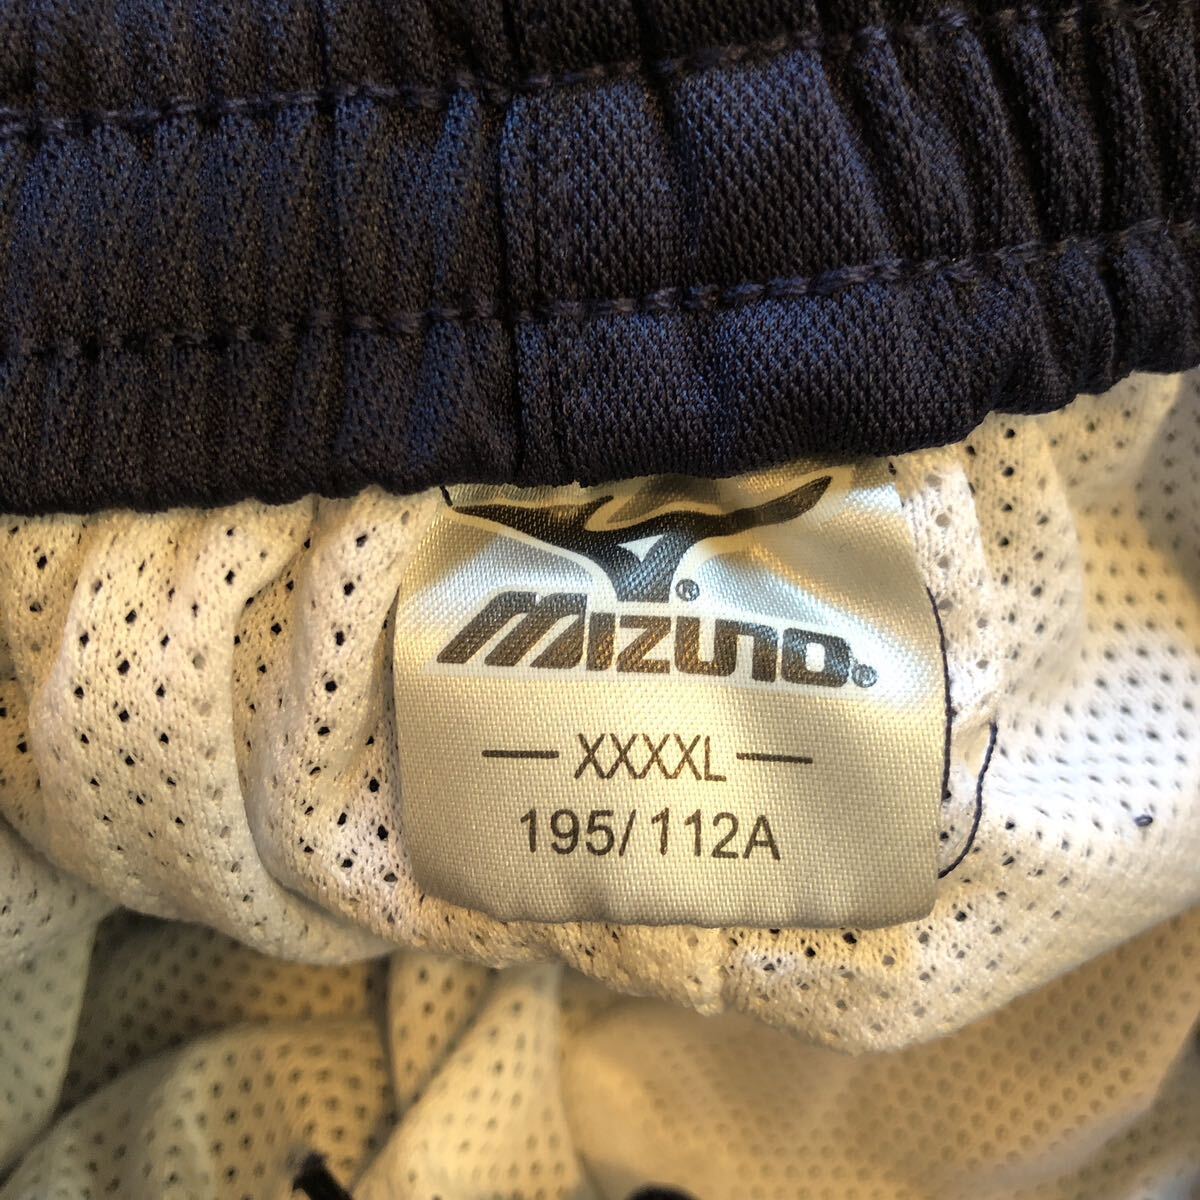 ®
MIZUNO®
— XXXXL —
195/112A